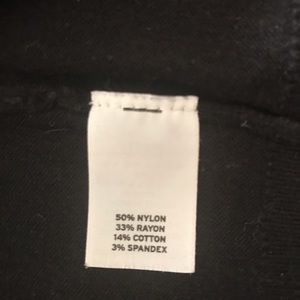 50% NYLON
33% RAYON
14% COTTON
3% SPANDEX